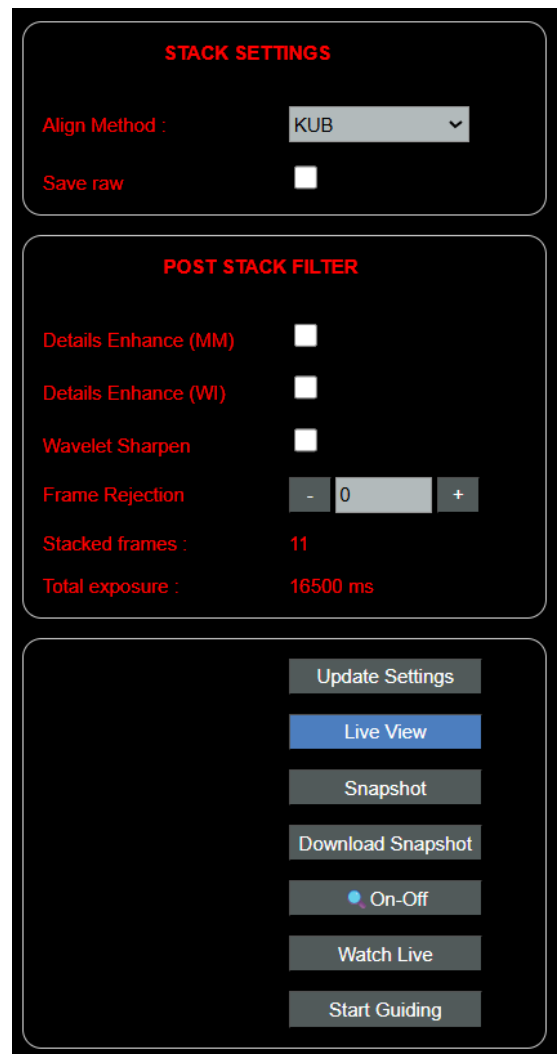 STACK SETTINGS
Align Method :
KUB
Save raw
POST STACK FILTER
Details Enhance (MM)
Details Enhance (WI)
Wavelet Sharpen
Frame Rejection - 0 +
Stacked frames : 11
Total exposure : 16500 ms
Update Settings
Live View
Snapshot
Download Snapshot
On-Off
Watch Live
Start Guiding